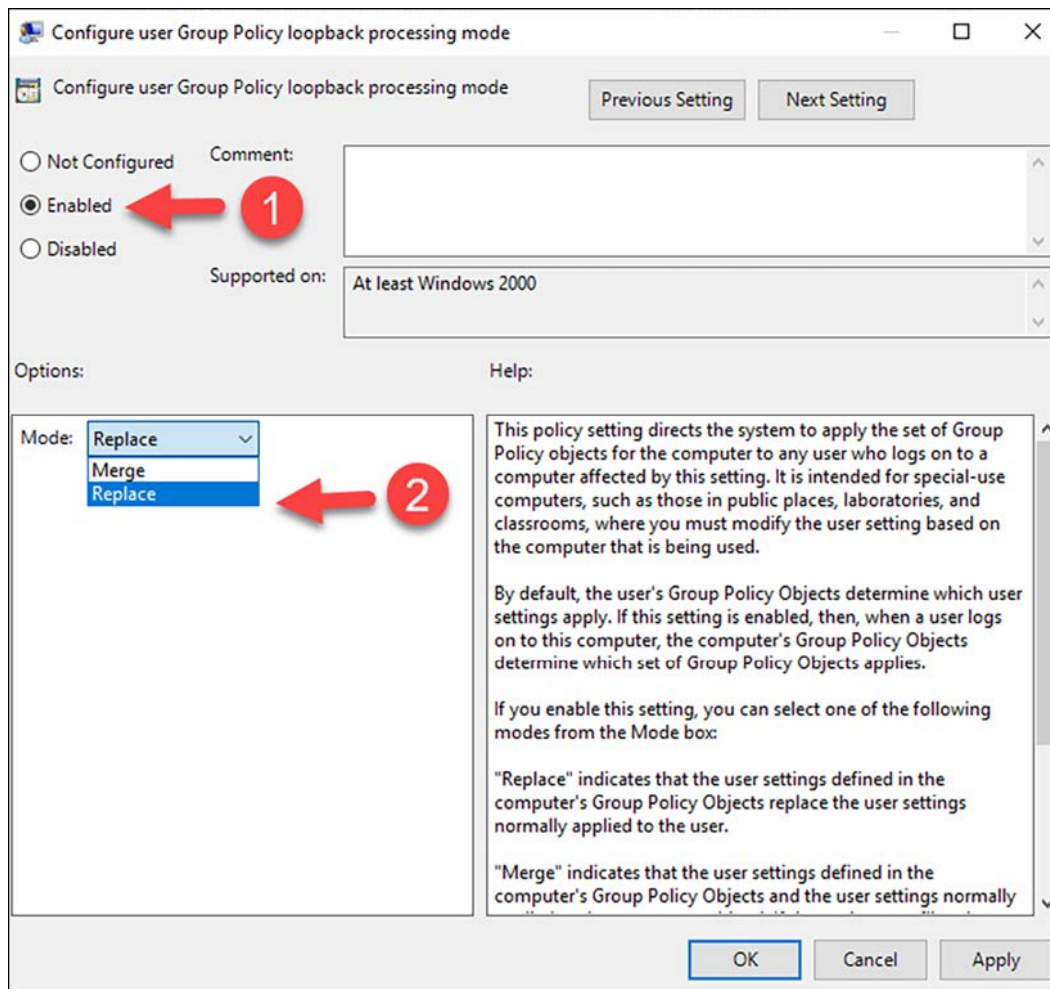 Configure user Group Policy loopback processing mode
Configure user Group Policy loopback processing mode
Previous Setting
Next Setting
Not Configured
Comment:
Enabled
1
Disabled
Supported on:
At least Windows 2000
Options:
Help:
Mode:
Replace
Merge
Replace
2
This policy setting directs the system to apply the set of Group
Policy objects for the computer to any user who logs on to a
computer affected by this setting. It is intended for special-use
computers, such as those in public places, laboratories, and
classrooms, where you must modify the user setting based on
the computer that is being used.
By default, the user's Group Policy Objects determine which user
settings apply. If this setting is enabled, then, when a user logs
on to this computer, the computer's Group Policy Objects
determine which set of Group Policy Objects applies.
If you enable this setting, you can select one of the following
modes from the Mode box:
"Replace" indicates that the user settings defined in the
computer's Group Policy Objects replace the user settings
normally applied to the user.
"Merge" indicates that the user settings defined in the
computer's Group Policy Objects and the user settings normally
OK
Cancel
Apply